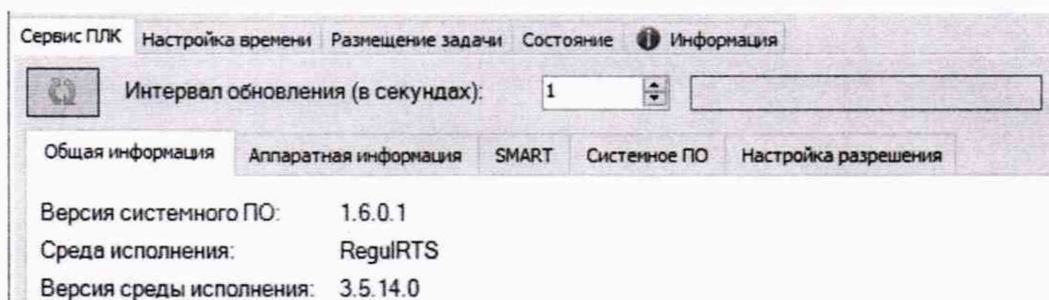 Сервис ПЛК Настройка времени Размещение задачи Состояние Информация
Интервал обновления (в секундах): 1
Общая информация Аппаратная информация SMART Системное ПО Настройка разрешения
Версия системного ПО: 1.6.0.1
Среда исполнения: RegulRTS
Версия среды исполнения: 3.5.14.0